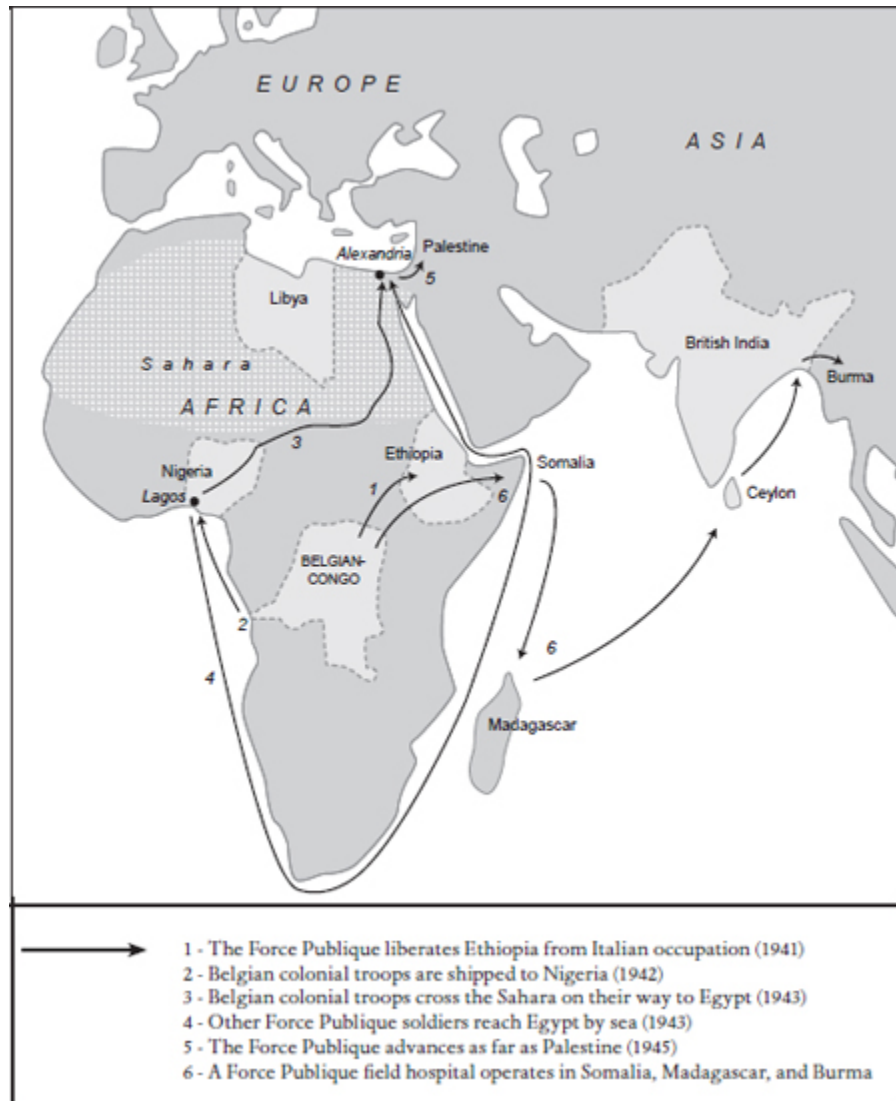 EUROPE
ASIA
Alexandria
Palestine
5
Libya
Sahara
British India
Burma
AFRICA
3
Nigeria
Ethiopia
Somalia
Lagos
1
6
Ceylon
BELGIAN-
CONGO
2
6
4
Madagascar
1 - The Force Publique liberates Ethiopia from Italian occupation (1941)
2 - Belgian colonial troops are shipped to Nigeria (1942)
3 - Belgian colonial troops cross the Sahara on their way to Egypt (1943)
4 - Other Force Publique soldiers reach Egypt by sea (1943)
5 - The Force Publique advances as far as Palestine (1945)
6 - A Force Publique field hospital operates in Somalia, Madagascar, and Burma